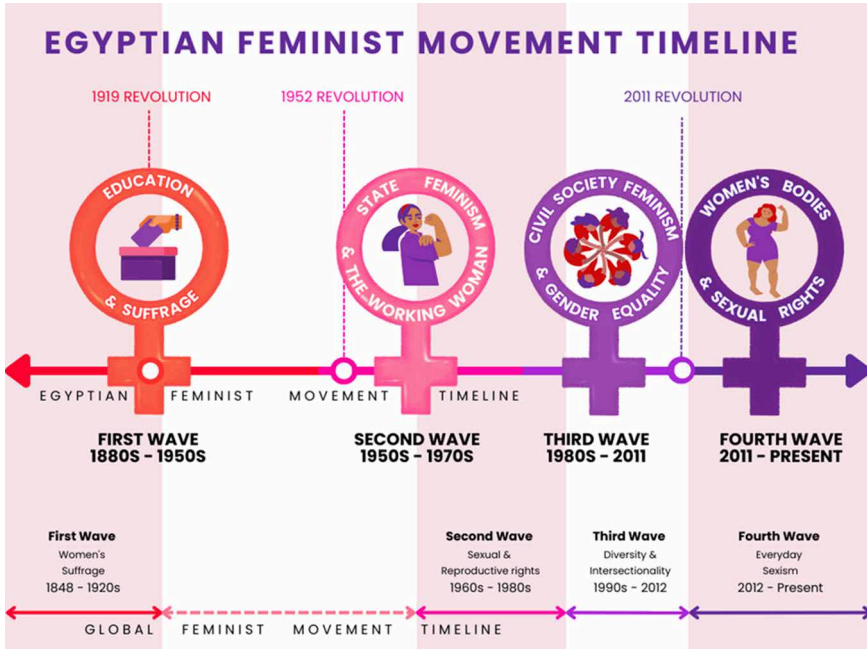 EGYPTIAN FEMINIST MOVEMENT TIMELINE
1919 REVOLUTION
1952 REVOLUTION
2011 REVOLUTION
EDUCATION
& SUFFRAGE
STATE FEMINISM
& THE WORKING WOMAN
CIVIL SOCIETY FEMINISM
& GENDER EQUALITY
WOMEN'S BODIES
& SEXUAL RIGHTS
EGYPTIAN FEMINIST MOVEMENT TIMELINE
FIRST WAVE
1880S - 1950S
SECOND WAVE
1950S - 1970S
THIRD WAVE
1980S - 2011
FOURTH WAVE
2011 - PRESENT
First Wave
Women's
Suffrage
1848 - 1920s
Second Wave
Sexual &
Reproductive rights
1960s - 1980s
Third Wave
Diversity &
Intersectionality
1990s - 2012
Fourth Wave
Everyday
Sexism
2012 - Present
GLOBAL FEMINIST MOVEMENT TIMELINE